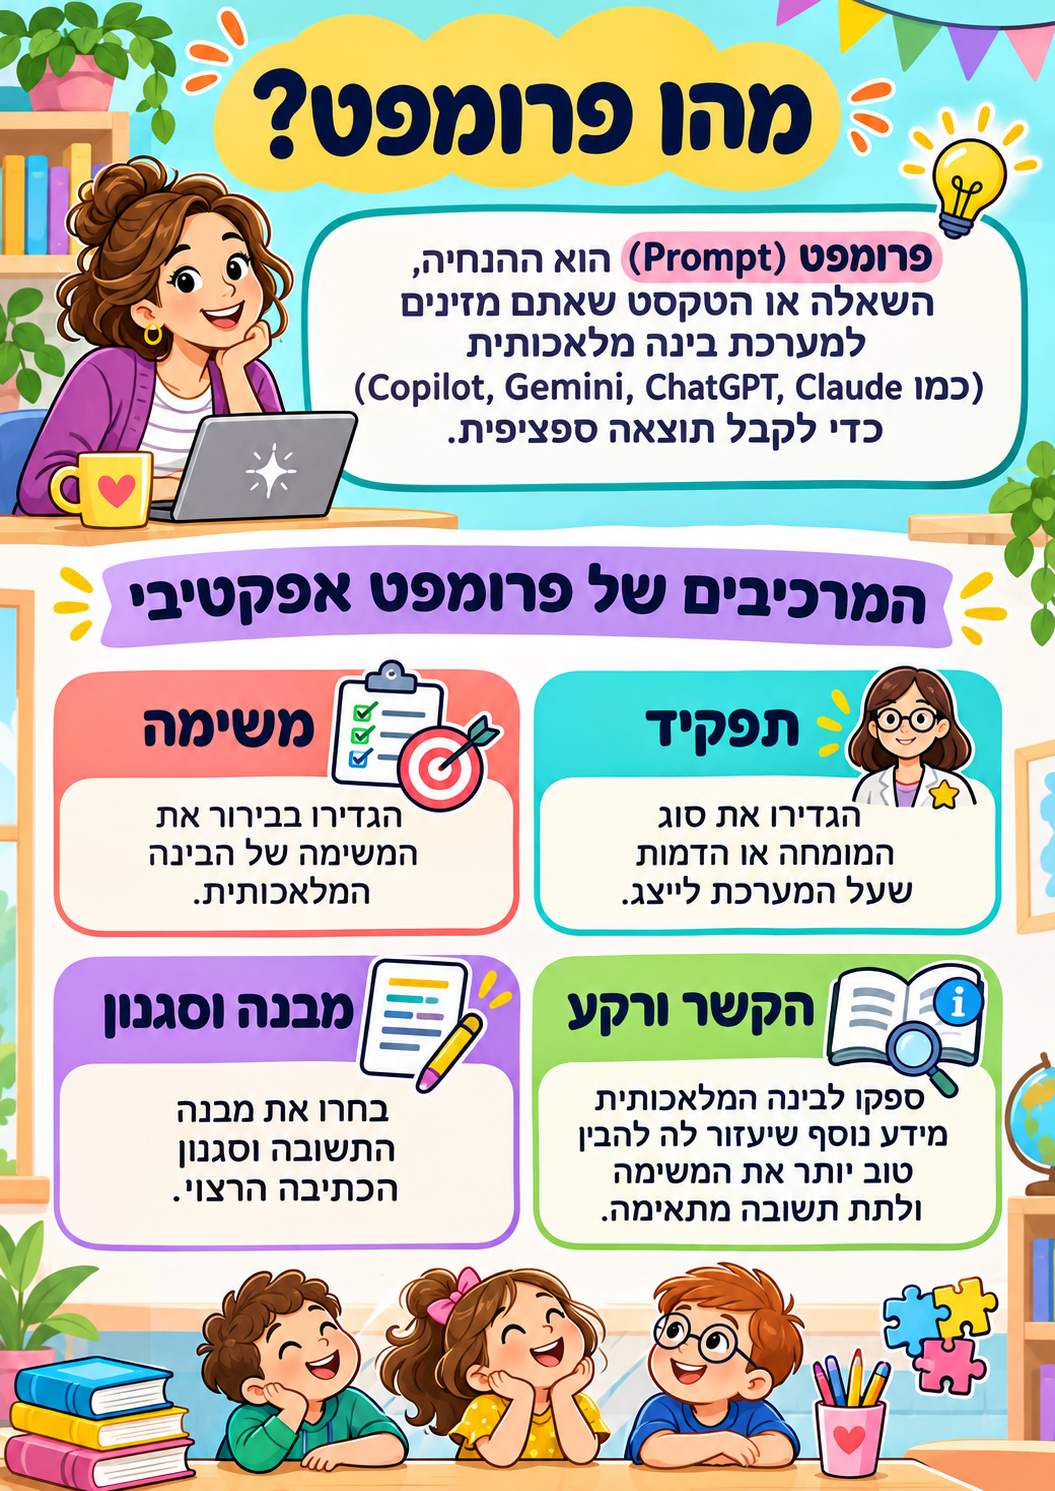 מהו פרומפט?
פרומפט (Prompt) הוא ההנחיה,
השאלה או הטקסט שאתם מזינים
למערכת בינה מלאכותית
(כמו Copilot, Gemini, ChatGPT, Claude)
כדי לקבל תוצאה ספציפית.
המרכיבים של פרומפט אפקטיבי
תפקיד
הגדירו את סוג
המומחה או הדמות
שעל המערכת לייצג.
משימה
הגדירו בבירור את
המשימה של הבינה
המלאכותית.
הקשר ורקע
ספקו לבינה המלאכותית
מידע נוסף שיעזור לה להבין
טוב יותר את המשימה
ולתת תשובה מתאימה.
מבנה וסגנון
בחרו את מבנה
התשובה וסגנון
הכתיבה הרצוי.
i